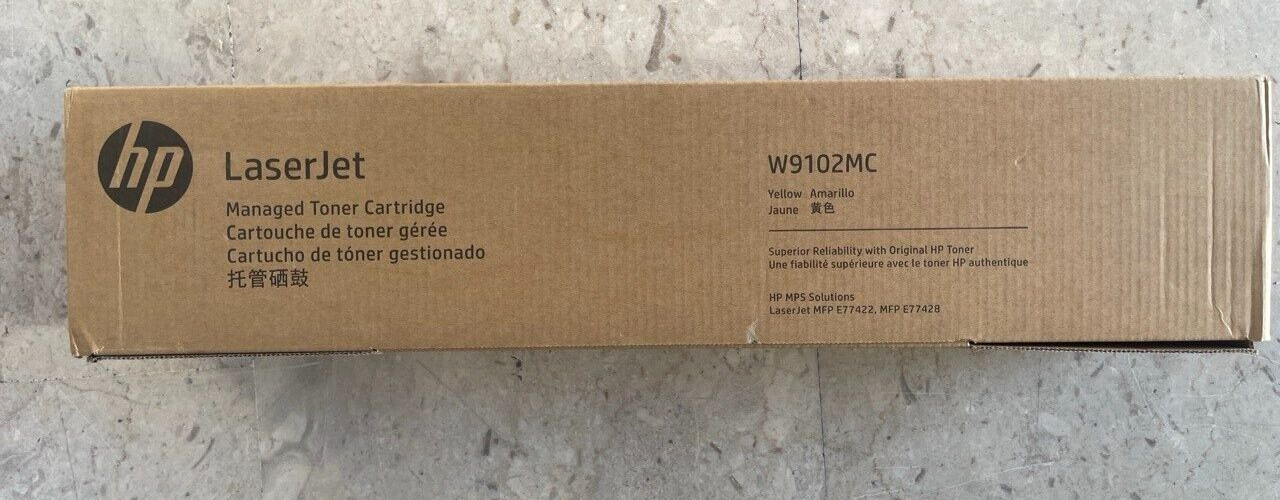 hp
LaserJet
Managed Toner Cartridge
Cartouche de toner gérée
Cartucho de tóner gestionado
托管硒鼓
W9102MC
Yellow Amarillo
Jaune 黄色
Superior Reliability with Original HP Toner
Une fiabilité supérieure avec le toner HP authentique
HP MPS Solutions
LaserJet MFP E77422, MFP E77428